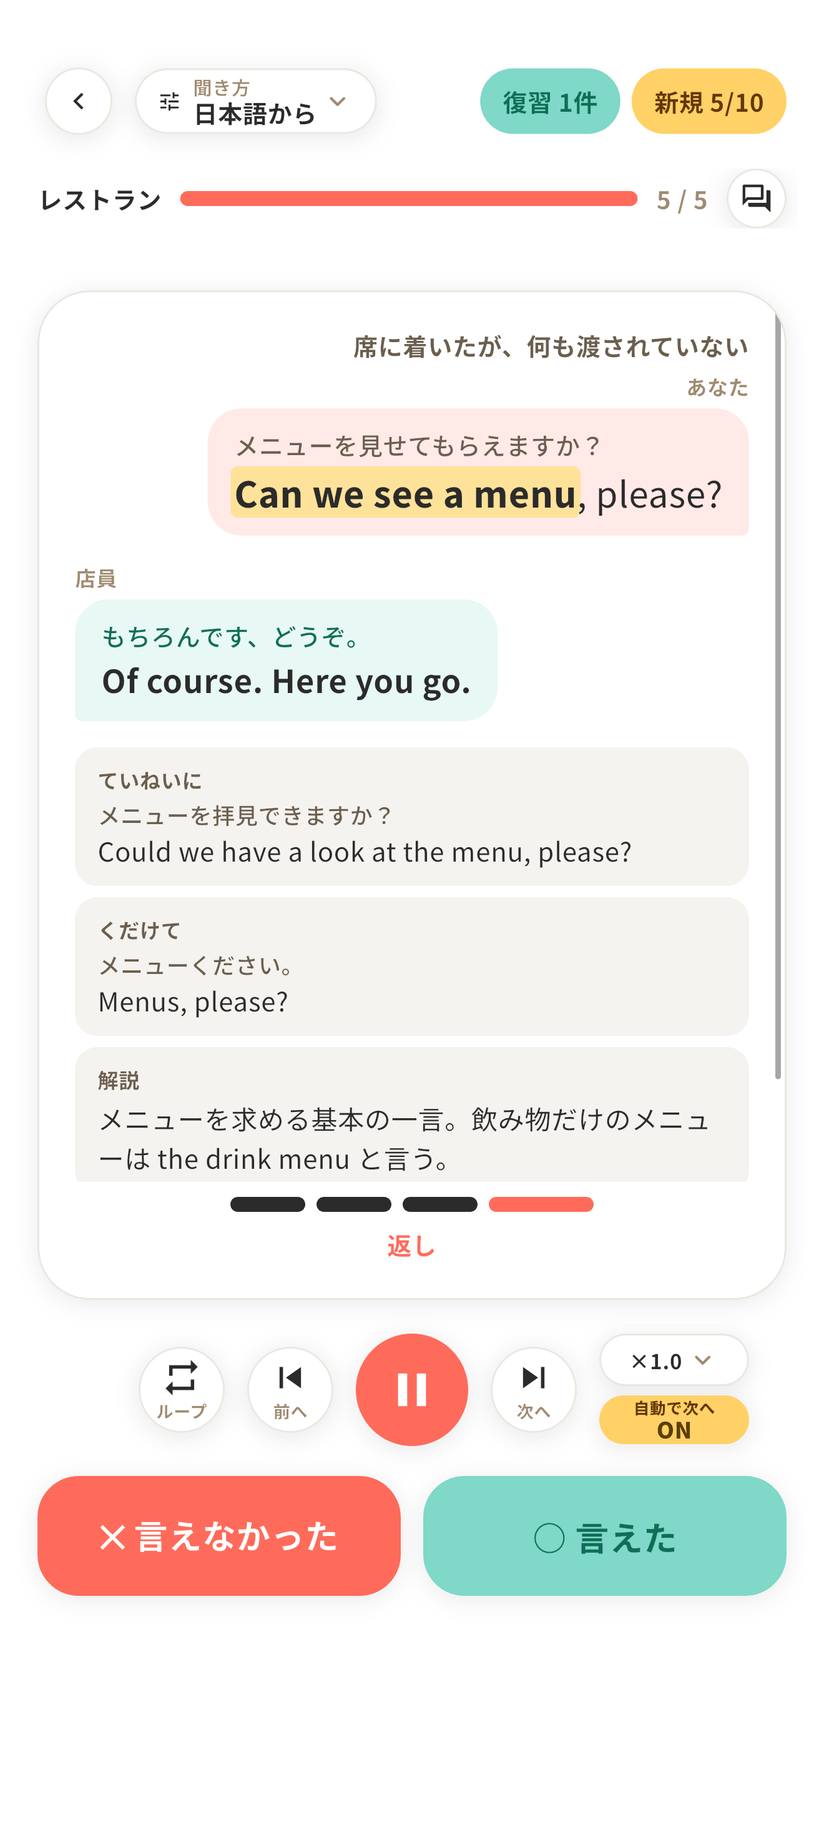 聞き方
日本語から
復習 1件
新規 5/10
レストラン
5 / 5
席に着いたが、何も渡されていない
あなた
メニューを見せてもらえますか？
Can we see a menu, please?
店員
もちろんです、どうぞ。
Of course. Here you go.
ていねいに
メニューを拝見できますか？
Could we have a look at the menu, please?
くだけて
メニューください。
Menus, please?
解説
メニューを求める基本の一言。飲み物だけのメニュ
ーは the drink menu と言う。
返し
ループ
前へ
次へ
×1.0
自動で次へ
ON
×言えなかった
○ 言えた